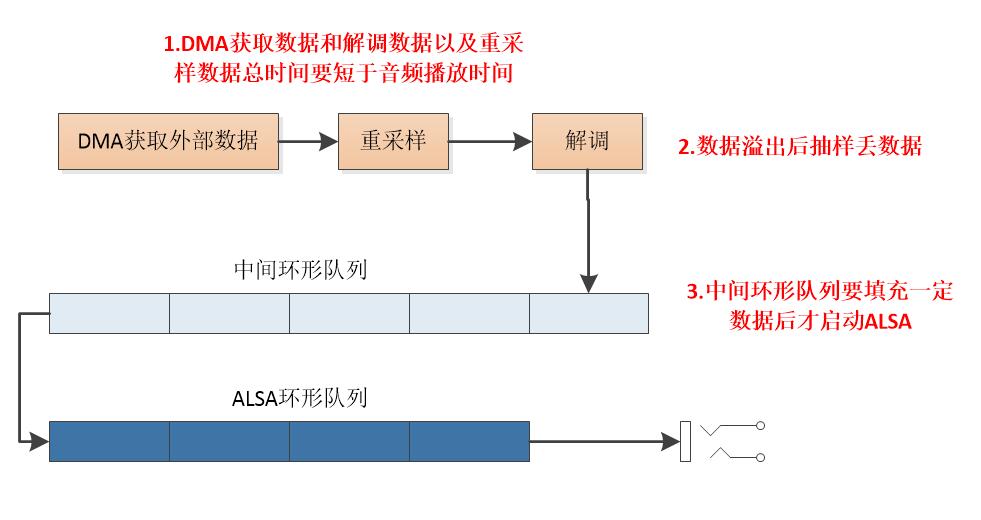 1.DMA获取数据和解调数据以及重采
样数据总时间要短于音频播放时间
DMA获取外部数据
重采样
解调
2.数据溢出后抽样丢数据
中间环形队列
3.中间环形队列要填充一定
数据后才启动ALSA
ALSA环形队列